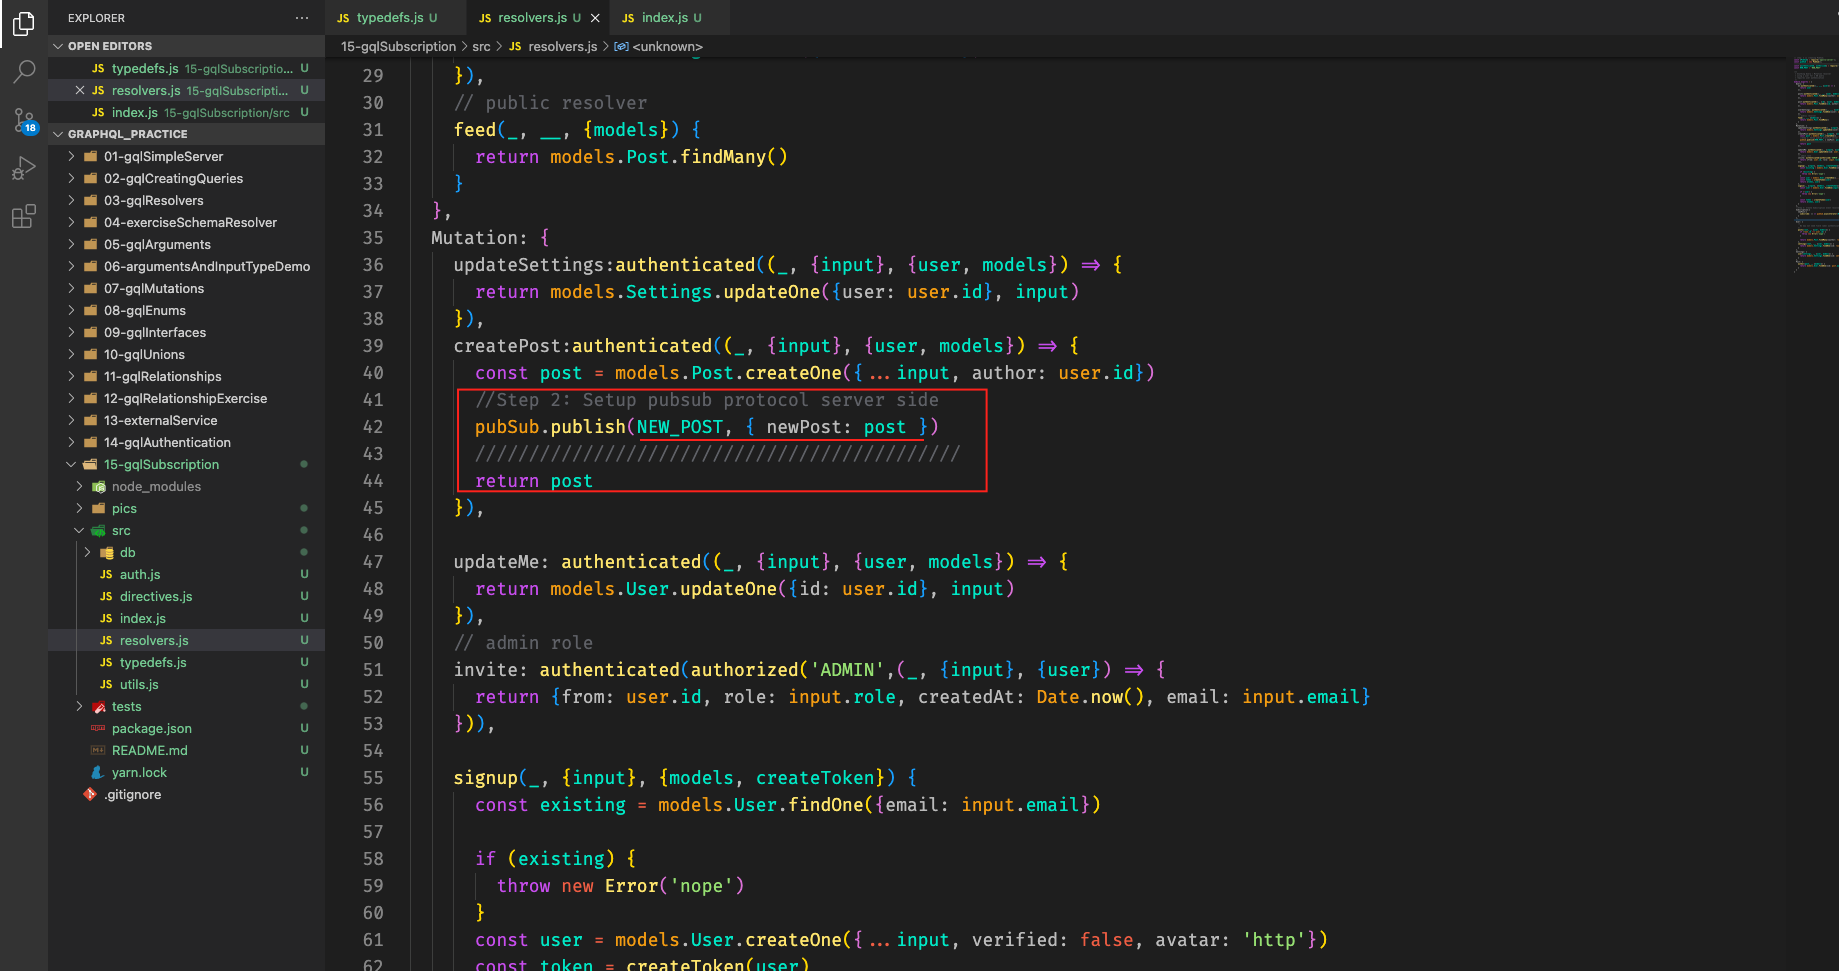 EXPLORER
OPEN EDITORS
JS typedefs.js 15-gqlSubscriptio... U
JS resolvers.js 15-gqlSubscripti... U
JS index.js 15-gqlSubscription/src U
GRAPHQL_PRACTICE
01-gqlSimpleServer
02-gqlCreatingQueries
03-gqlResolvers
04-exerciseSchemaResolver
05-gqlArguments
06-argumentsAndInputTypeDemo
07-gqlMutations
08-gqlEnums
09-gqlInterfaces
10-gqlUnions
11-gqlRelationships
12-gqlRelationshipExercise
13-externalService
14-gqlAuthentication
15-gqlSubscription
node_modules
pics
src
db
JS auth.js U
JS directives.js U
JS index.js U
JS resolvers.js U
JS typedefs.js U
JS utils.js U
tests
package.json U
README.md U
yarn.lock U
.gitignore
18
JS typedefs.js U
JS resolvers.js U
JS index.js U
15-gqlSubscription > src > JS resolvers.js > <unknown>
29 }),
30 // public resolver
31 feed(_, __, {models}) {
32 return models.Post.findMany()
33 }
34 },
35 Mutation: {
36 updateSettings:authenticated((_, {input}, {user, models}) => {
37 return models.Settings.updateOne({user: user.id}, input)
38 }),
39 createPost:authenticated((_, {input}, {user, models}) => {
40 const post = models.Post.createOne({...input, author: user.id})
41 //Step 2: Setup pubsub protocol server side
42 pubSub.publish(NEW_POST, { newPost: post })
43 /////////////////////////////////////////////
44 return post
45 }),
46
47 updateMe: authenticated((_, {input}, {user, models}) => {
48 return models.User.updateOne({id: user.id}, input)
49 }),
50 // admin role
51 invite: authenticated(authorized('ADMIN',(_, {input}, {user}) => {
52 return {from: user.id, role: input.role, createdAt: Date.now(), email: input.email}
53 })),
54
55 signup(_, {input}, {models, createToken}) {
56 const existing = models.User.findOne({email: input.email})
57
58 if (existing) {
59 throw new Error('nope')
60 }
61 const user = models.User.createOne({...input, verified: false, avatar: 'http'})
62 const token = createToken(user)